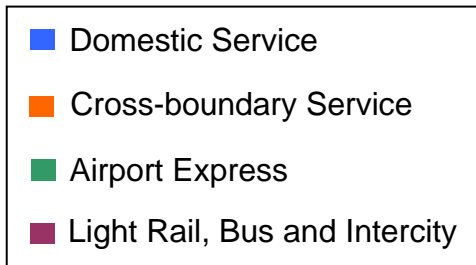 Domestic Service
Cross-boundary Service
Airport Express
Light Rail, Bus and Intercity